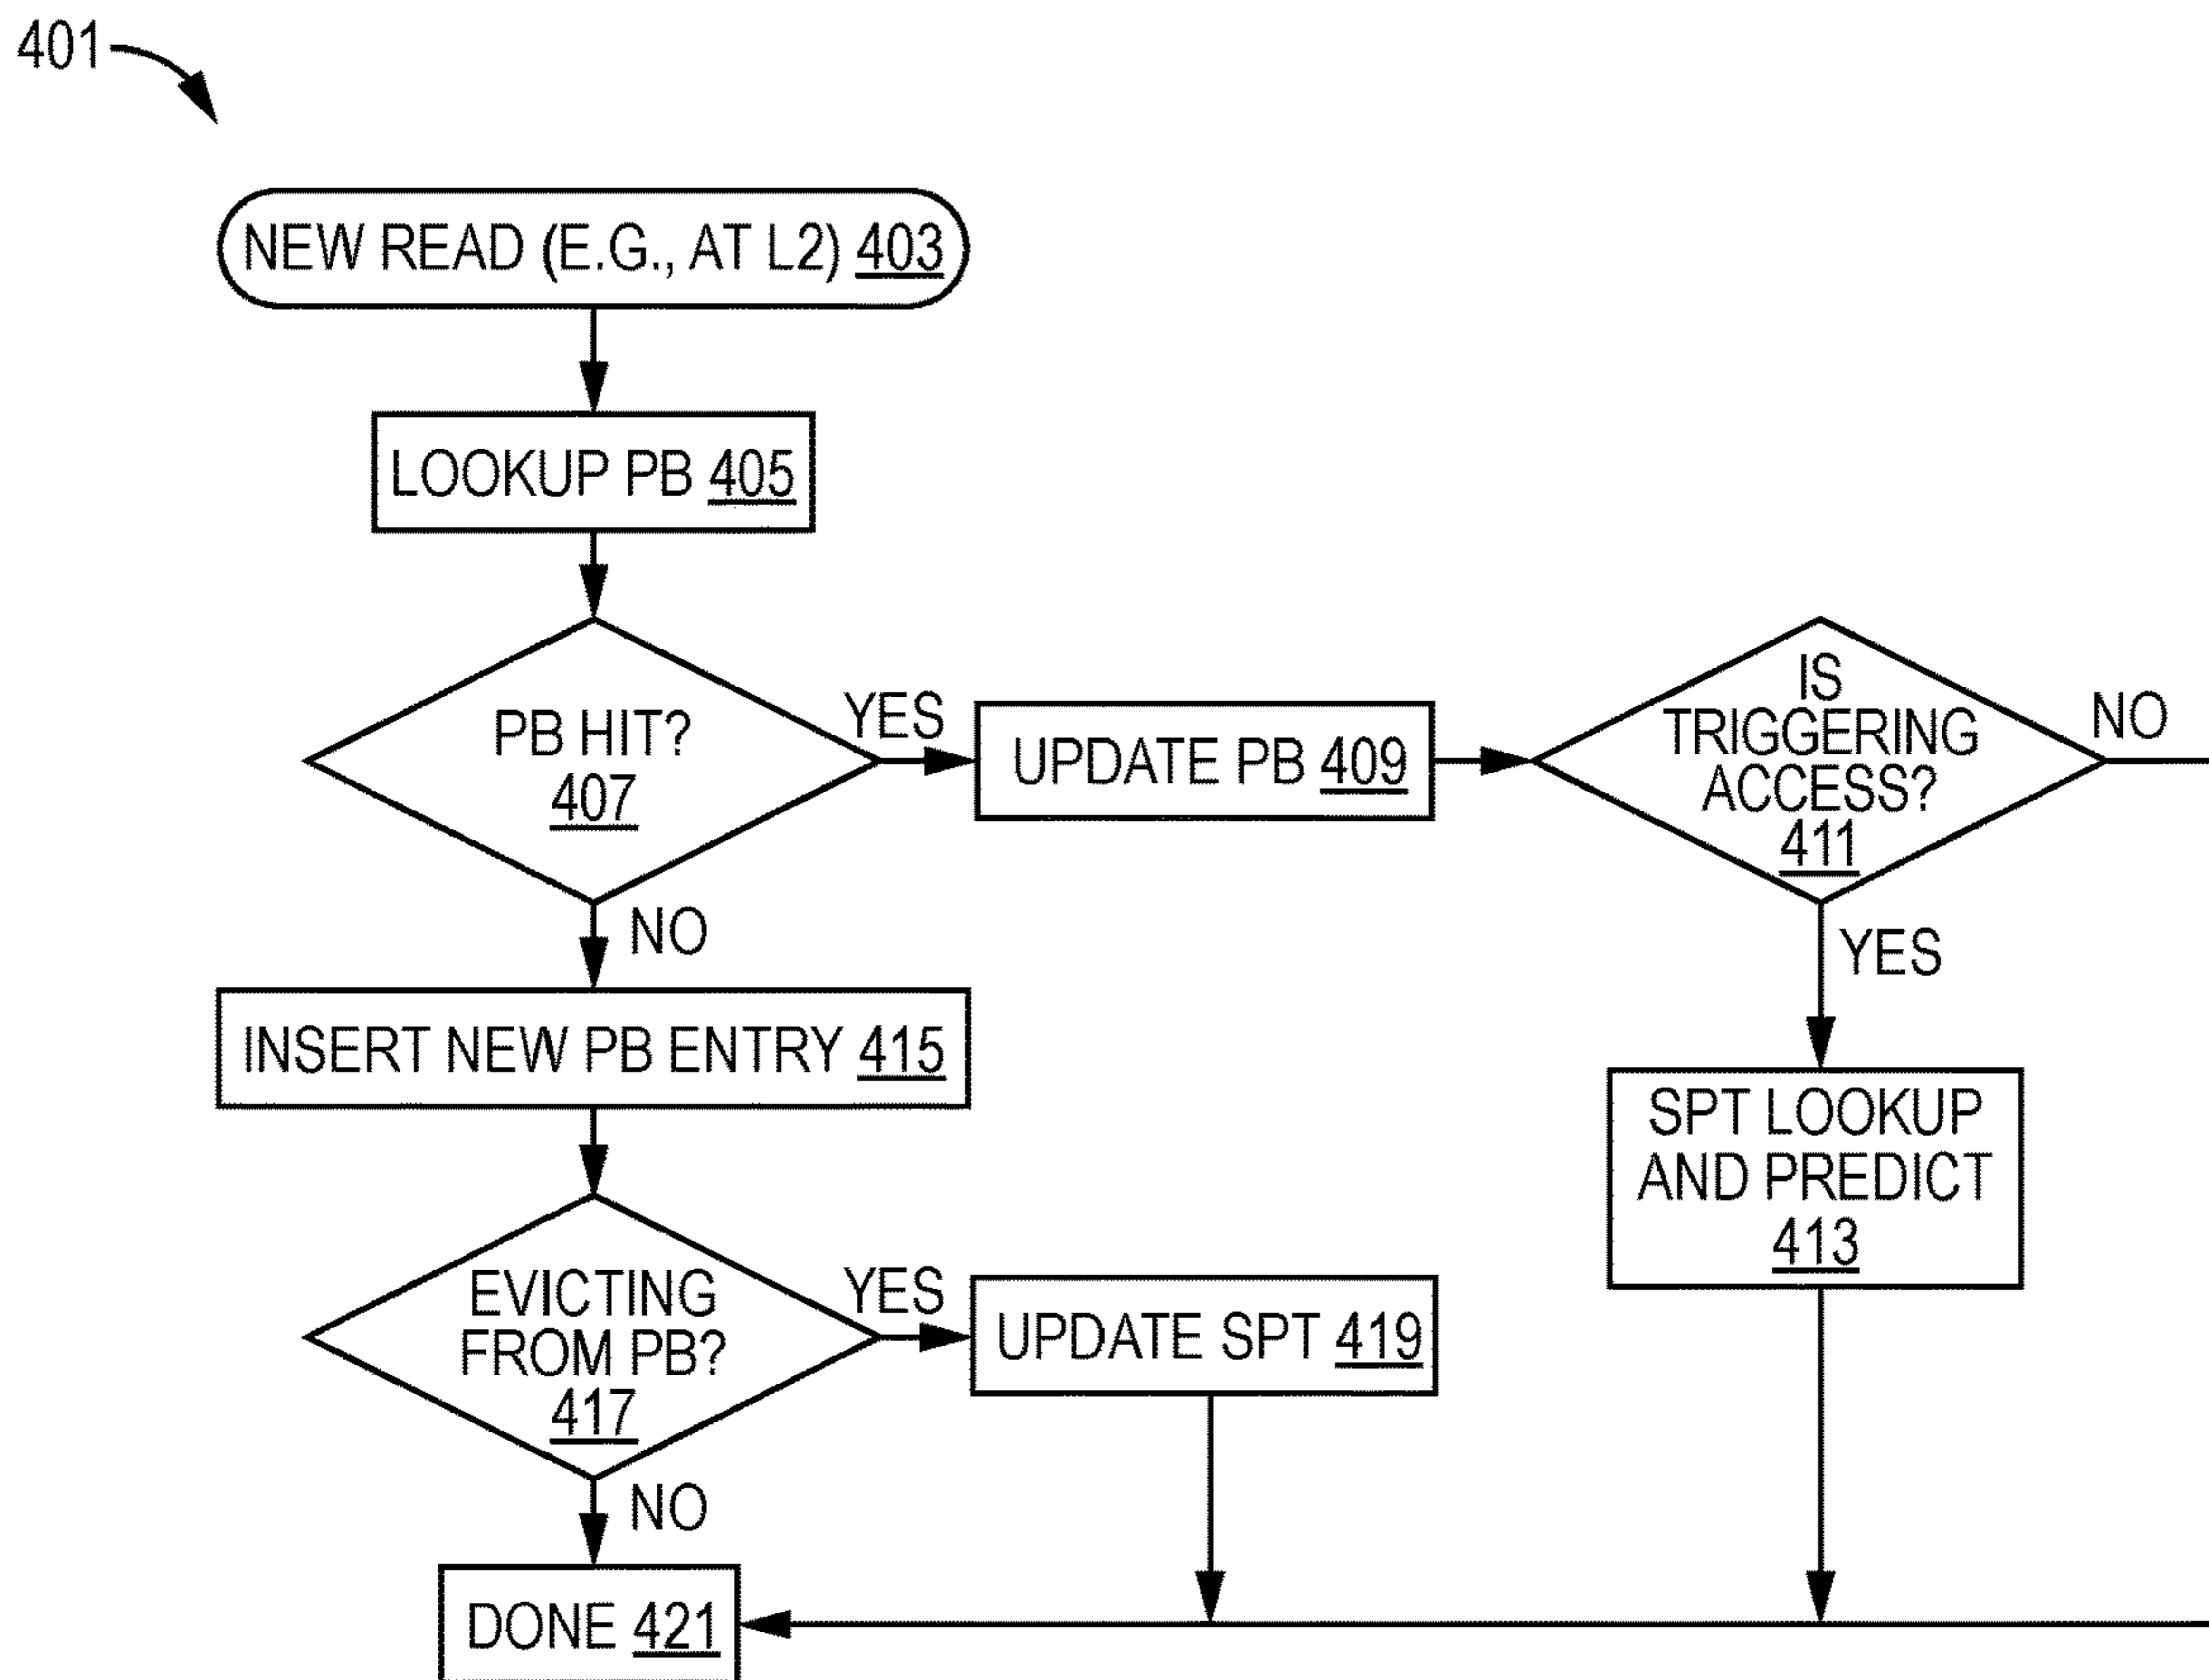 401
NEW READ (E.G., AT L2) 403
LOOKUP PB 405
PB HIT?
407
YES
UPDATE PB 409
IS
TRIGGERING
ACCESS?
411
NO
YES
SPT LOOKUP
AND PREDICT
413
NO
INSERT NEW PB ENTRY 415
EVICTING
FROM PB?
417
YES
UPDATE SPT 419
NO
DONE 421